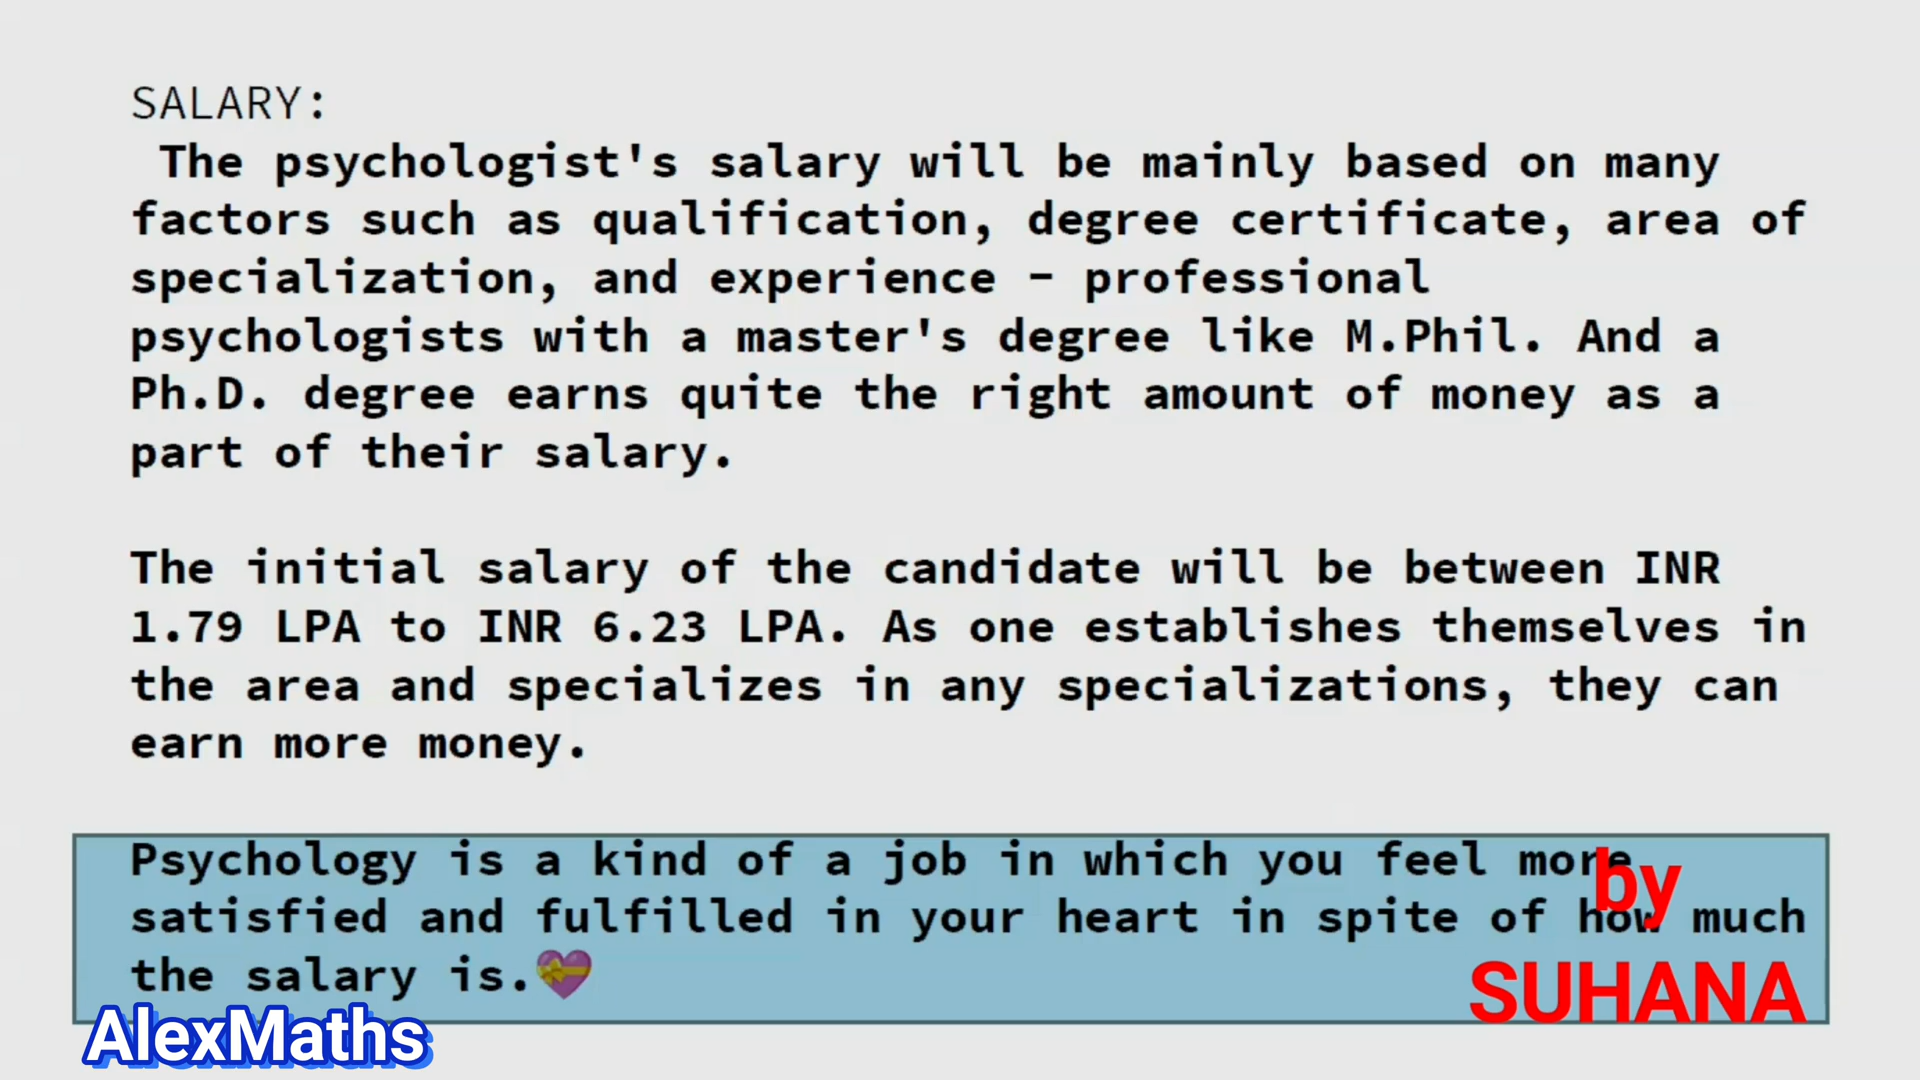 SALARY:
The psychologist's salary will be mainly based on many
factors such as qualification, degree certificate, area of
specialization, and experience - professional
psychologists with a master's degree like M.Phil. And a
Ph.D. degree earns quite the right amount of money as a
part of their salary.
The initial salary of the candidate will be between INR
1.79 LPA to INR 6.23 LPA. As one establishes themselves in
the area and specializes in any specializations, they can
earn more money.
Psychology is a kind of a job in which you feel more
satisfied and fulfilled in your heart in spite of how much
the salary is.💝
by
SUHANA
AlexMaths